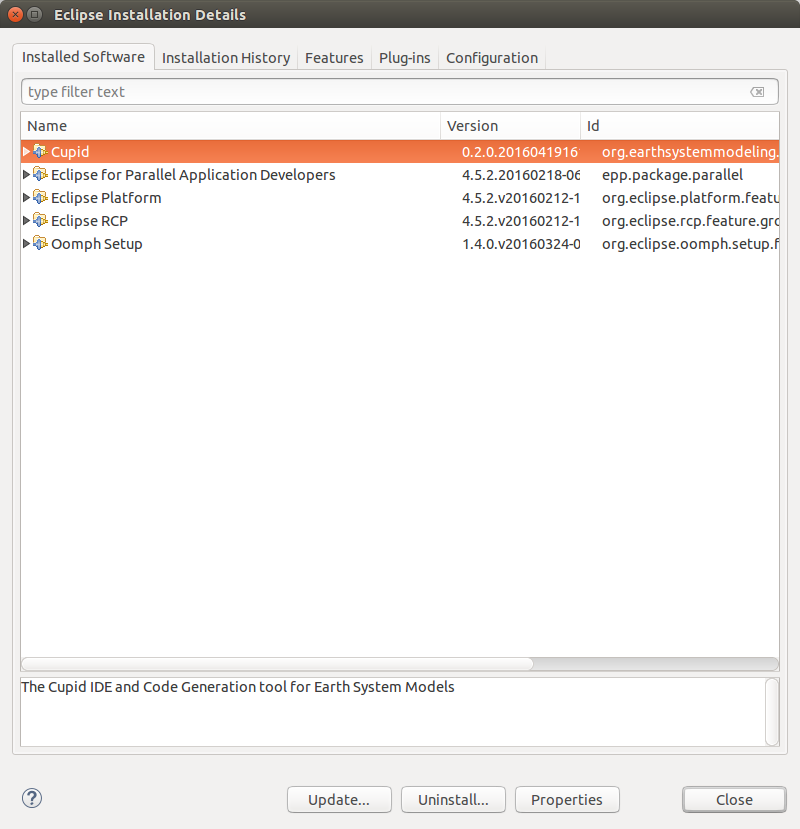 Eclipse Installation Details
Installed Software Installation History Features Plug-ins Configuration
type filter text
Name Version Id
Cupid 0.2.0.2016041916 org.earthsystemmodeling.
Eclipse for Parallel Application Developers 4.5.2.20160218-06 epp.package.parallel
Eclipse Platform 4.5.2.v20160212-1 org.eclipse.platform.featu
Eclipse RCP 4.5.2.v20160212-1 org.eclipse.rcp.feature.gro
Oomph Setup 1.4.0.v20160324-0 org.eclipse.oomph.setup.f
The Cupid IDE and Code Generation tool for Earth System Models
? Update... Uninstall... Properties Close